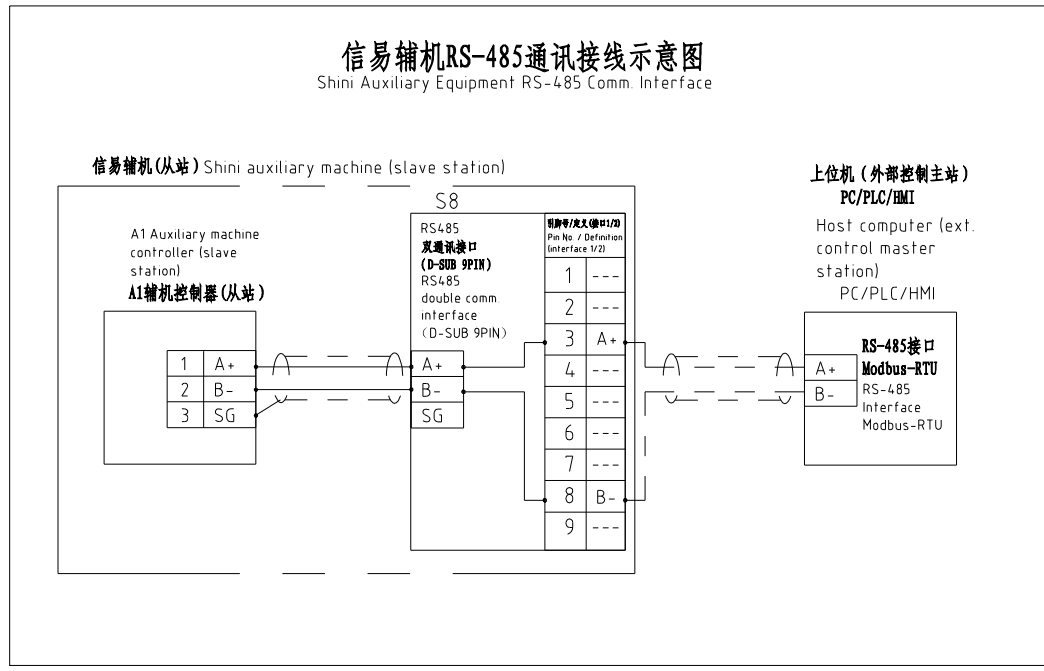 信易辅机RS-485通讯接线示意图
Shini Auxiliary Equipment RS-485 Comm. Interface
信易辅机(从站) Shini auxiliary machine (slave station)
A1 Auxiliary machine
controller (slave
station)
A1辅机控制器(从站)
1 A+
2 B-
3 SG
S8
RS485
双通讯接口
(D-SUB 9PIN)
RS485
double comm.
interface
(D-SUB 9PIN)
A+
B-
SG
引脚号/定义(接口1/2)
Pin No. / Definition
(interface 1/2)
1 ---
2 ---
3 A+
4 ---
5 ---
6 ---
7 ---
8 B-
9 ---
上位机(外部控制主站)
PC/PLC/HMI
Host computer (ext.
control master
station)
PC/PLC/HMI
A+
B-
RS-485接口
Modbus-RTU
RS-485
Interface
Modbus-RTU